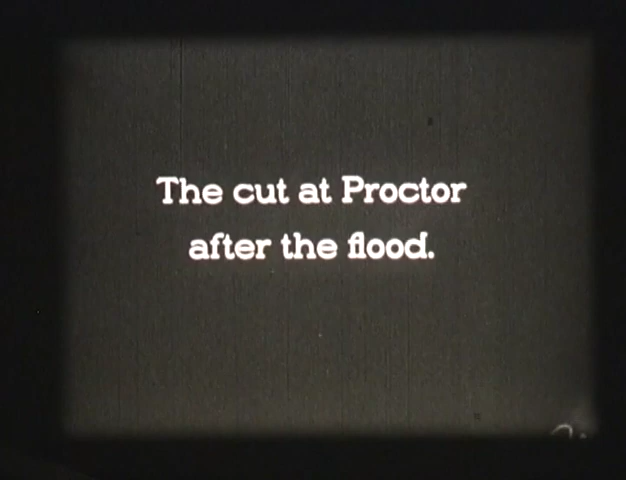 The cut at Proctor
after the flood.